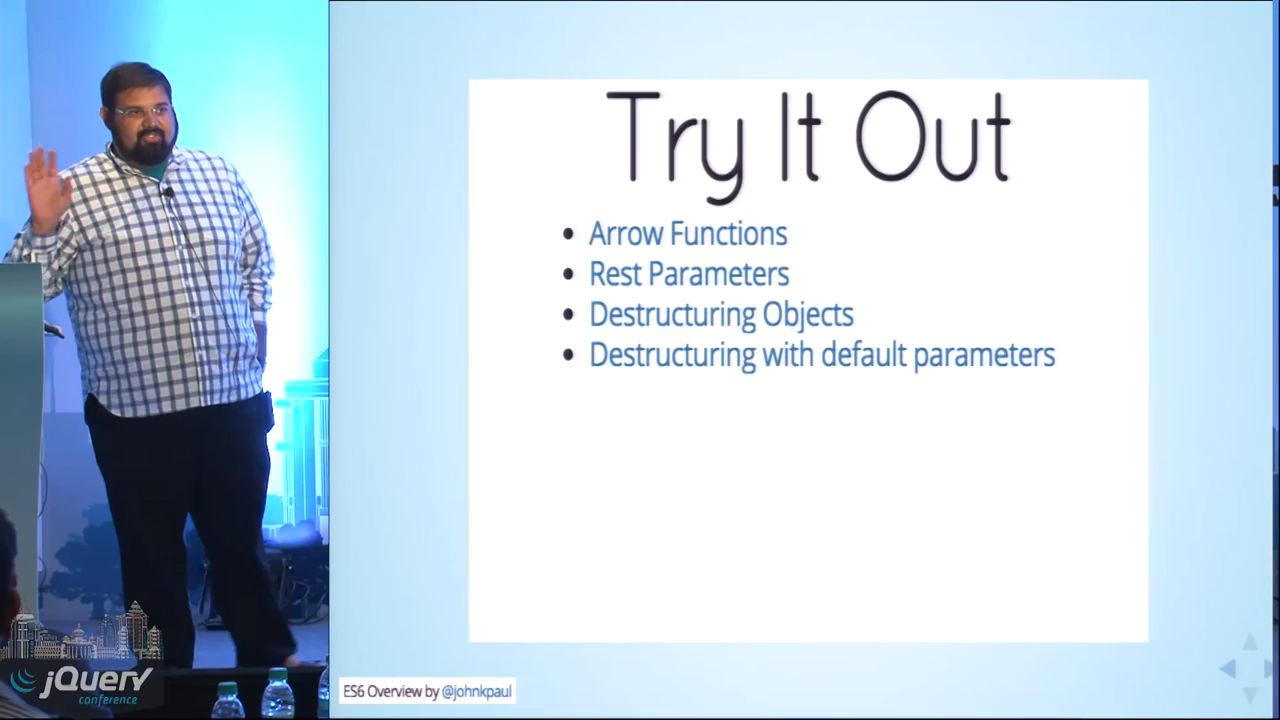 Try It Out
Arrow Functions
Rest Parameters
Destructuring Objects
Destructuring with default parameters
ES6 Overview by @johnkpaul
jQuery
conference